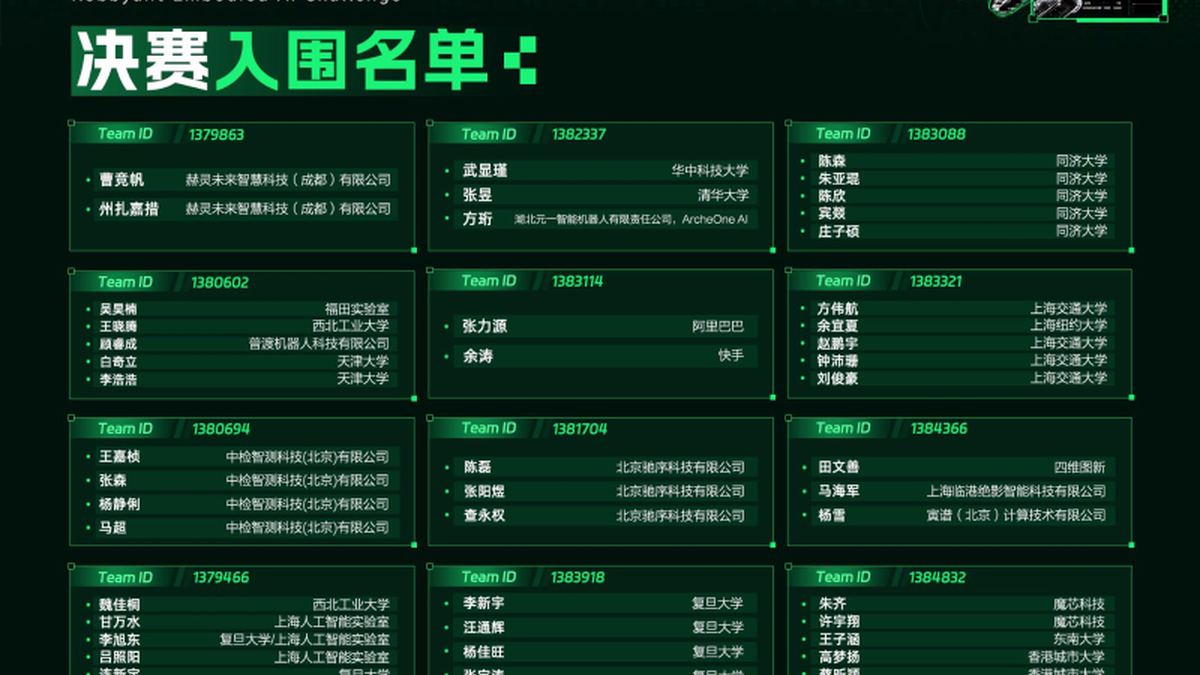 决赛入围名单
Team ID 1379863
曹竞帆 赫灵未来智慧科技（成都）有限公司
州扎嘉措 赫灵未来智慧科技（成都）有限公司
Team ID 1382337
武显瑾 华中科技大学
张昱 清华大学
方珩 湖北元一智能机器人有限责任公司，ArcheOne AI
Team ID 1383088
陈森 同济大学
朱亚琨 同济大学
陈欣 同济大学
宾燚 同济大学
庄子硕 同济大学
Team ID 1380602
吴昊楠 福田实验室
王晓腾 西北工业大学
顾睿成 普渡机器人科技有限公司
白奇立 天津大学
李浩浩 天津大学
Team ID 1383114
张力源 阿里巴巴
余涛 快手
Team ID 1383321
方伟航 上海交通大学
余宜夏 上海纽约大学
赵鹏宇 上海交通大学
钟沛珊 上海交通大学
刘俊豪 上海交通大学
Team ID 1380694
王嘉桢 中检智测科技(北京)有限公司
张森 中检智测科技(北京)有限公司
杨静俐 中检智测科技(北京)有限公司
马超 中检智测科技(北京)有限公司
Team ID 1381704
陈磊 北京驰序科技有限公司
张阳煜 北京驰序科技有限公司
查永权 北京驰序科技有限公司
Team ID 1384366
田文善 四维图新
马海军 上海临港绝影智能科技有限公司
杨雪 寅谱（北京）计算技术有限公司
Team ID 1379466
魏佳桐 西北工业大学
甘万水 上海人工智能实验室
李旭东 复旦大学/上海人工智能实验室
吕照阳 上海人工智能实验室
复旦大学
Team ID 1383918
李新宇 复旦大学
汪通辉 复旦大学
杨佳旺 复旦大学
复旦大学
Team ID 1384832
朱齐 魔芯科技
许宇翔 魔芯科技
王子涵 东南大学
高梦扬 香港城市大学
香港城市大学